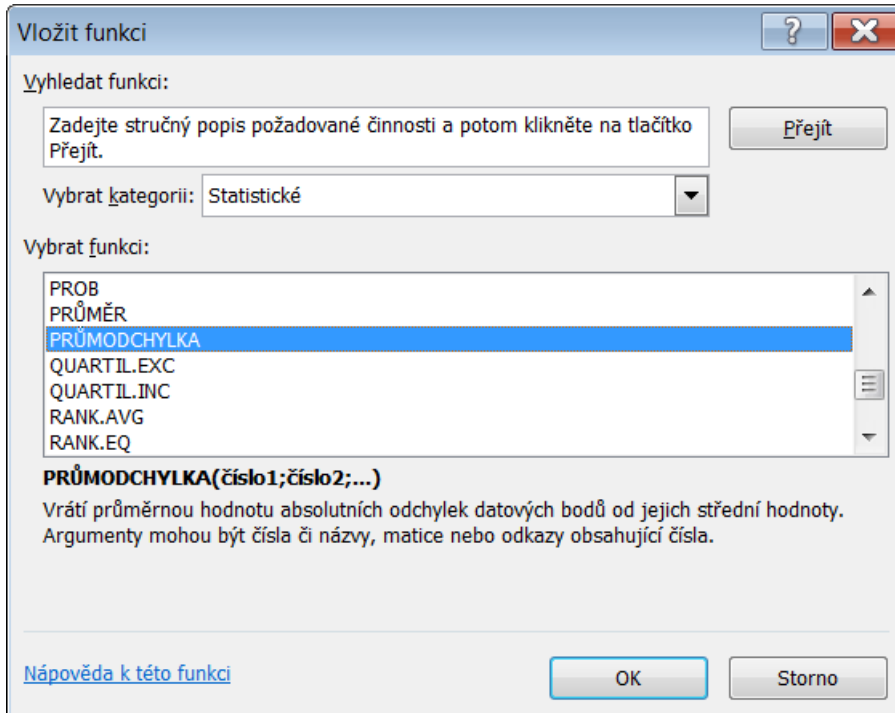 Vložit funkci
Vyhledat funkci:
Zadejte stručný popis požadované činnosti a potom klikněte na tlačítko
Přejít.
Přejít
Vybrat kategorii: Statistické
Vybrat funkci:
PROB
PRŮMĚR
PRŮMODCHYLKA
QUARTIL.EXC
QUARTIL.INC
RANK.AVG
RANK.EQ
PRŮMODCHYLKA(číslo1;číslo2;...)
Vrátí průměrnou hodnotu absolutních odchylek datových bodů od jejich střední hodnoty.
Argumenty mohou být čísla či názvy, matice nebo odkazy obsahující čísla.
Nápověda k této funkci
OK
Storno